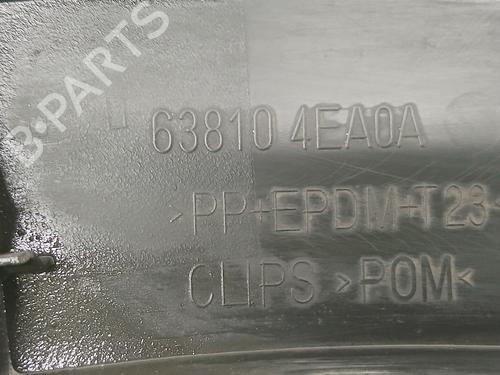 B-PARTS
63810 4EA0A
>PP+EPDM-T23<
CLIPS >POM<